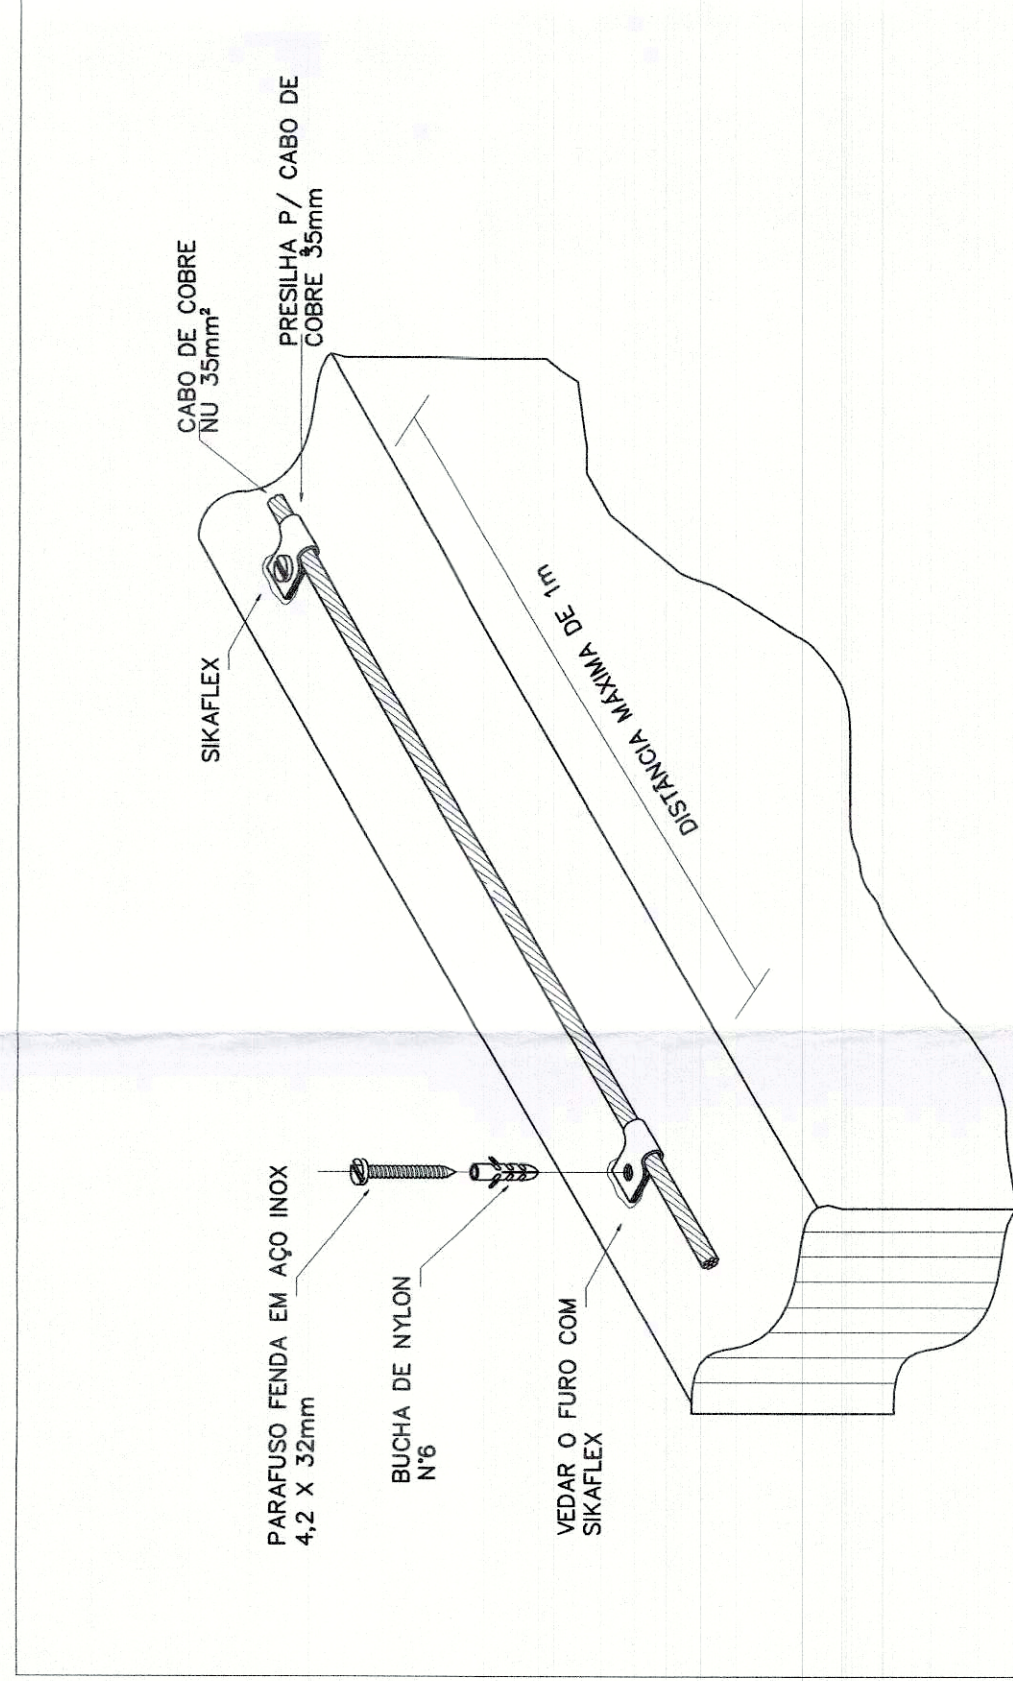 PARAFUSO FENDA EM AÇO INOX
4,2 X 32mm
BUCHA DE NYLON
N°6
VEDAR O FURO COM
SIKAFLEX
SIKAFLEX
CABO DE COBRE
NU 35mm²
PRESILHA P/ CABO DE
COBRE 35mm
DISTÂNCIA MÁXIMA DE 1m